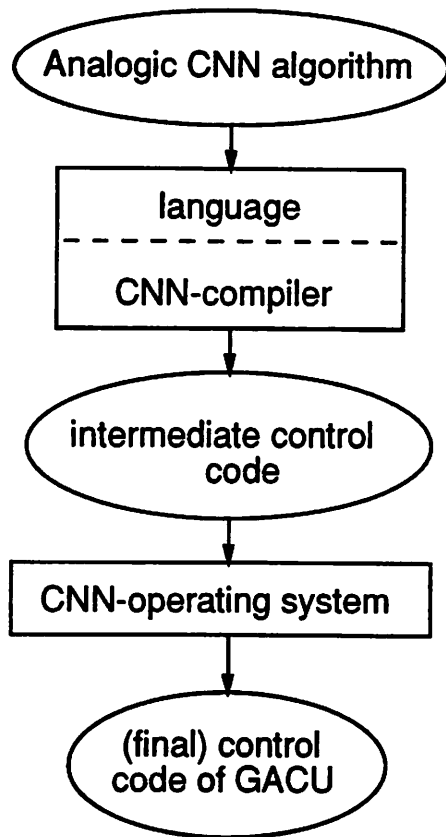 Analogic CNN algorithm
language
CNN-compiler
intermediate control
code
CNN-operating system
(final) control
code of GACU